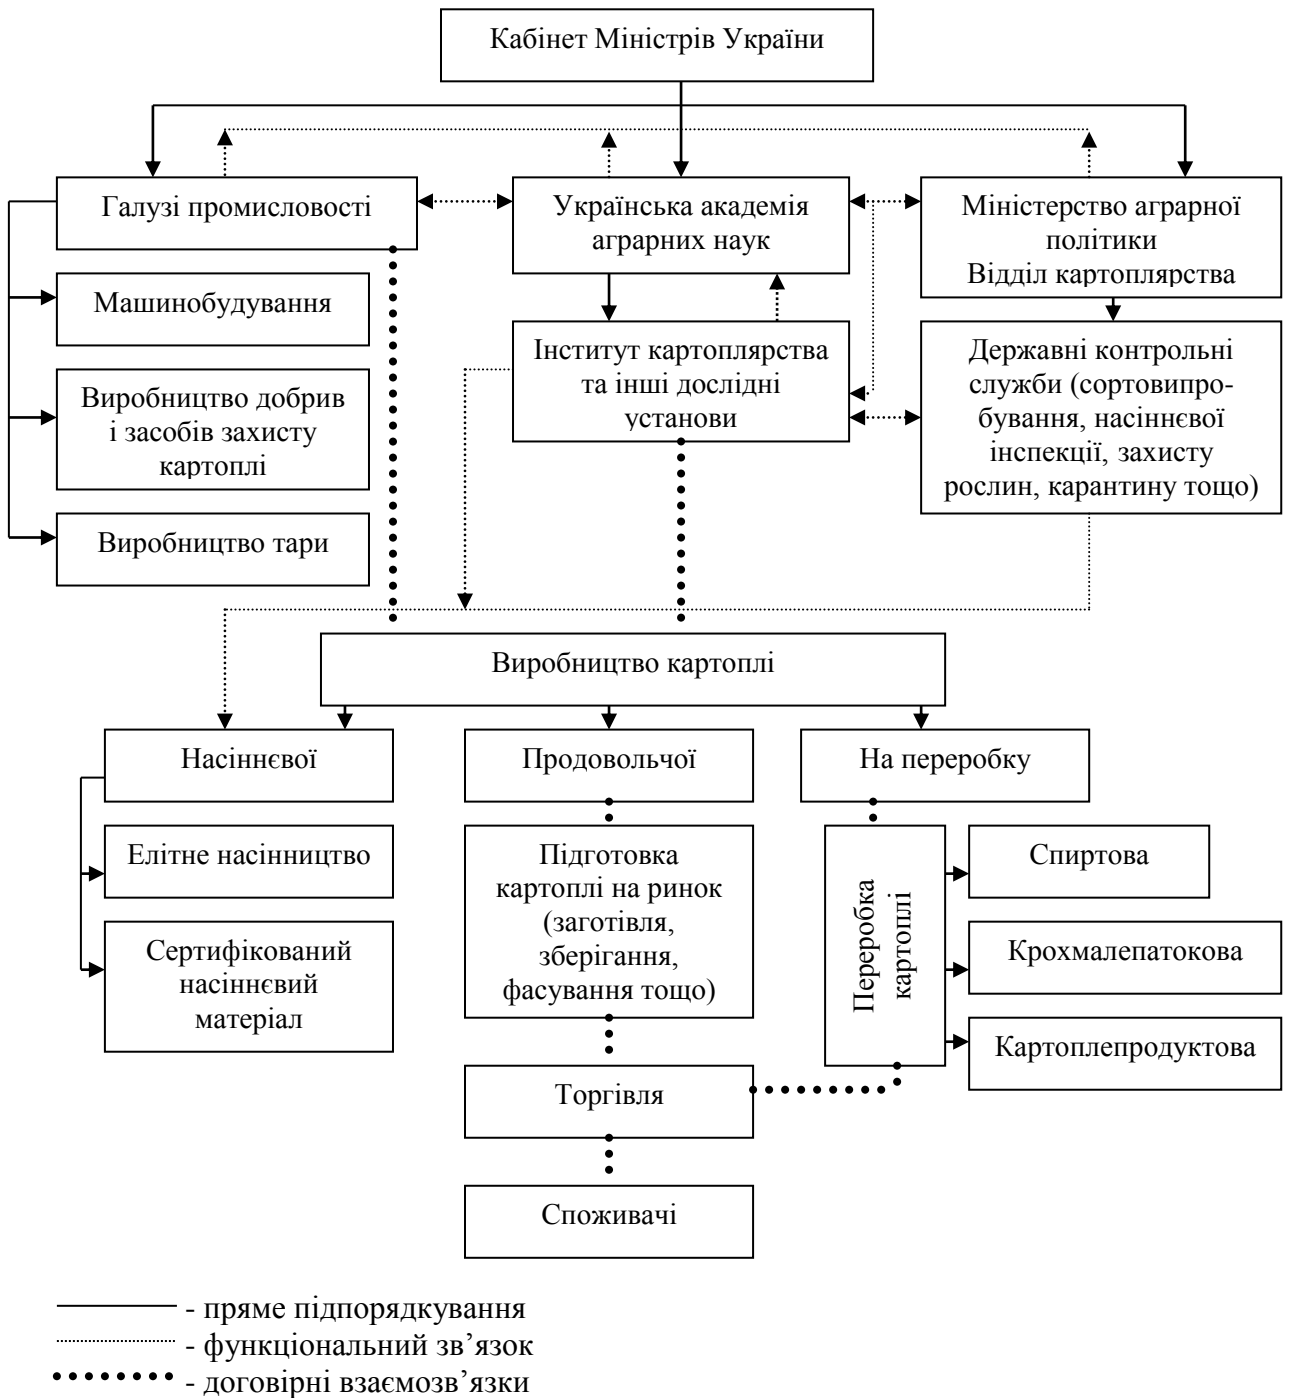 Кабінет Міністрів України
Галузі промисловості
Українська академія
аграрних наук
Міністерство аграрної
політики
Відділ картоплярства
Машинобудування
Інститут картоплярства
та інші дослідні
установи
Державні контрольні
служби (сортовипро-
бування, насіннєвої
інспекції, захисту
рослин, карантину тощо)
Виробництво добрив
і засобів захисту
картоплі
Виробництво тари
Виробництво картоплі
Насіннєвої
Продовольчої
На переробку
Елітне насінництво
Підготовка
картоплі на ринок
(заготівля,
зберігання,
фасування тощо)
Переробка
картоплі
Спиртова
Сертифікований
насіннєвий
матеріал
Крохмалепатокова
Картоплепродуктова
Торгівля
Споживачі
- пряме підпорядкування
- функціональний зв’язок
- договірні взаємозв’язки